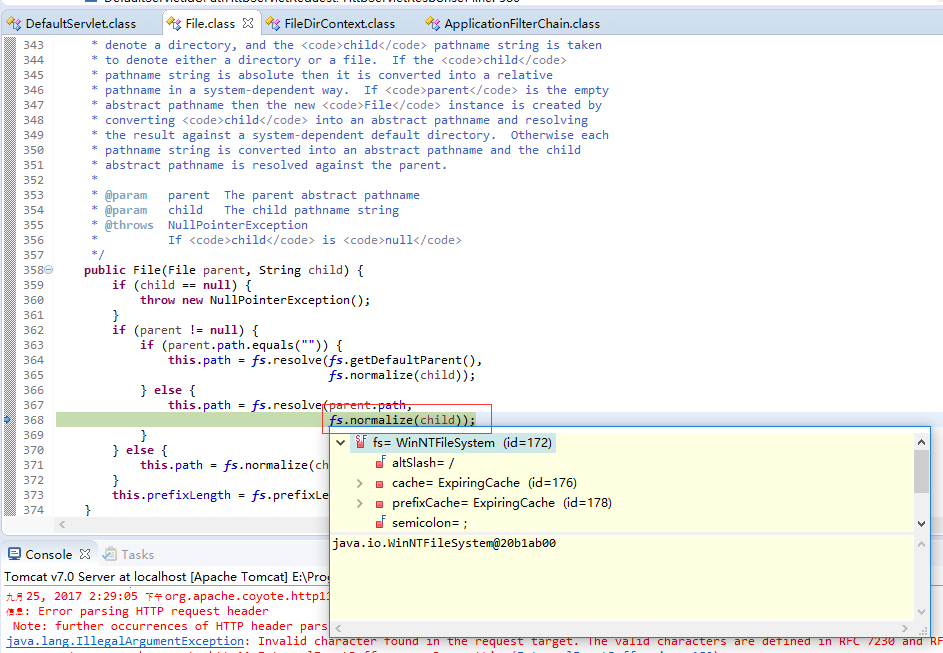 DefaultServlet.class
File.class
FileDirContext.class
ApplicationFilterChain.class
343 * denote a directory, and the <code>child</code> pathname string is taken
344 * to denote either a directory or a file.  If the <code>child</code>
345 * pathname string is absolute then it is converted into a relative
346 * pathname in a system-dependent way.  If <code>parent</code> is the empty
347 * abstract pathname then the new <code>File</code> instance is created by
348 * converting <code>child</code> into an abstract pathname and resolving
349 * the result against a system-dependent default directory.  Otherwise each
350 * pathname string is converted into an abstract pathname and the child
351 * abstract pathname is resolved against the parent.
352 *
353 * @param   parent  The parent abstract pathname
354 * @param   child   The child pathname string
355 * @throws  NullPointerException
356 *          If <code>child</code> is <code>null</code>
357 */
358 public File(File parent, String child) {
359 if (child == null) {
360 throw new NullPointerException();
361 }
362 if (parent != null) {
363 if (parent.path.equals("")) {
364 this.path = fs.resolve(fs.getDefaultParent(),
365 fs.normalize(child));
366 } else {
367 this.path = fs.resolve(parent.path,
368 fs.normalize(child));
369 }
370 } else {
371 this.path = fs.normalize(ch
372 }
373 this.prefixLength = fs.prefixLe
374 }
fs= WinNTFileSystem (id=172)
altSlash= /
cache= ExpiringCache (id=176)
prefixCache= ExpiringCache (id=178)
semicolon= ;
java.io.WinNTFileSystem@20b1ab00
Console
Tasks
Tomcat v7.0 Server at localhost [Apache Tomcat] E:\Prog
九月 25, 2017 2:29:05 下午 org.apache.coyote.http11
信息: Error parsing HTTP request header
Note: further occurrences of HTTP header pars
java.lang.IllegalArgumentException: Invalid character found in the request target. The valid characters are defined in RFC 7230 and RF